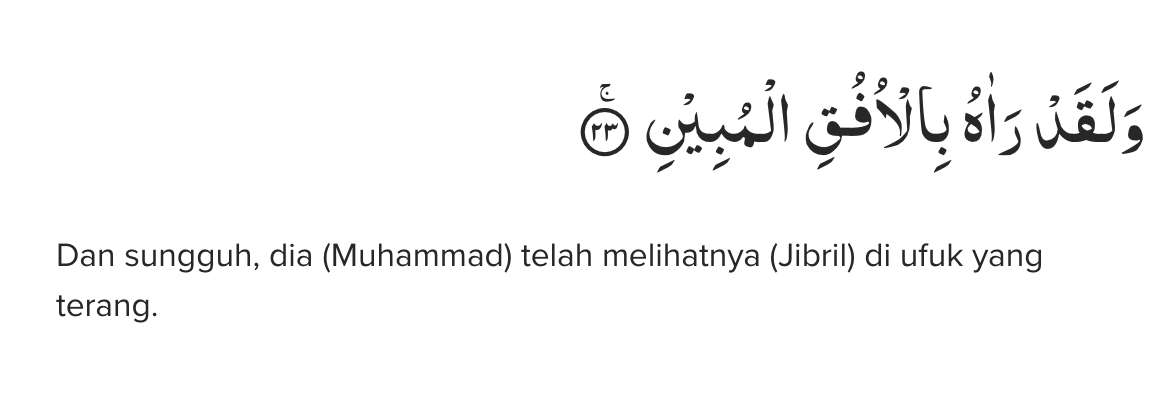 وَلَقَدْ رَاٰهُ بِالْاُفُقِ الْمُبِيْنِۚ ٢٣
Dan sungguh, dia (Muhammad) telah melihatnya (Jibril) di ufuk yang
terang.